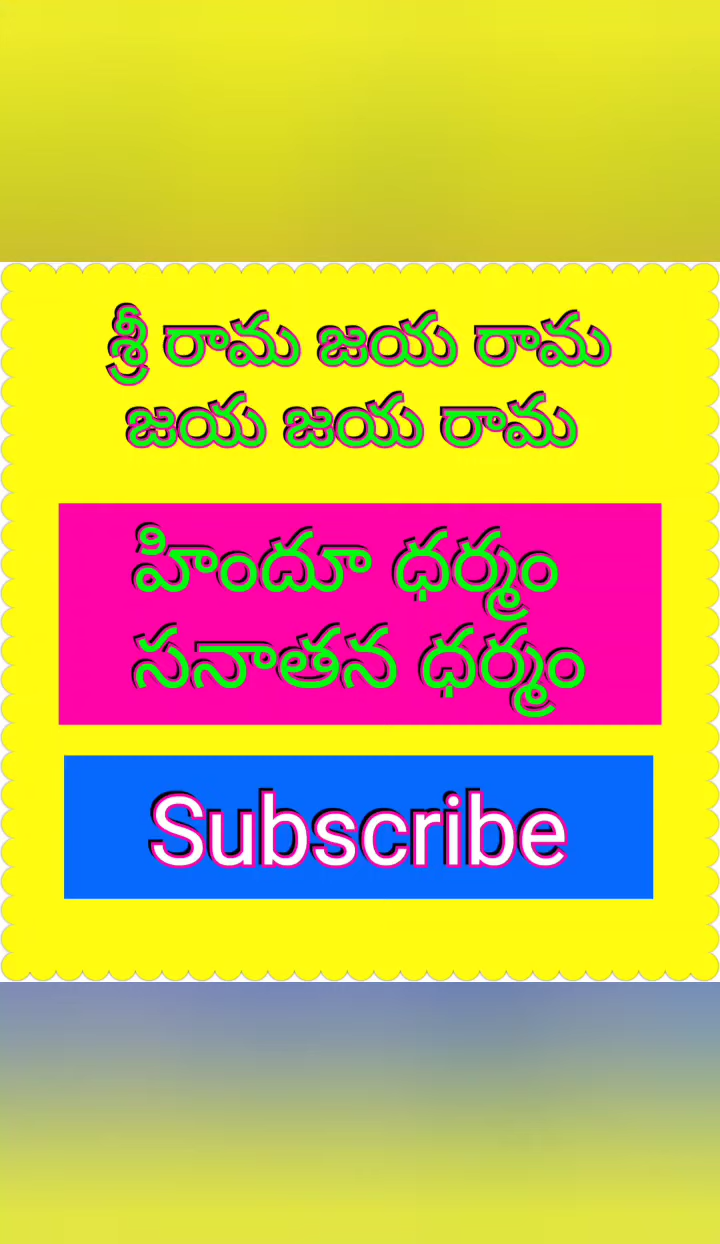 శ్రీ రామ జయ రామ
జయ జయ రామ
హిందూ ధర్మం
సనాతన ధర్మం
Subscribe